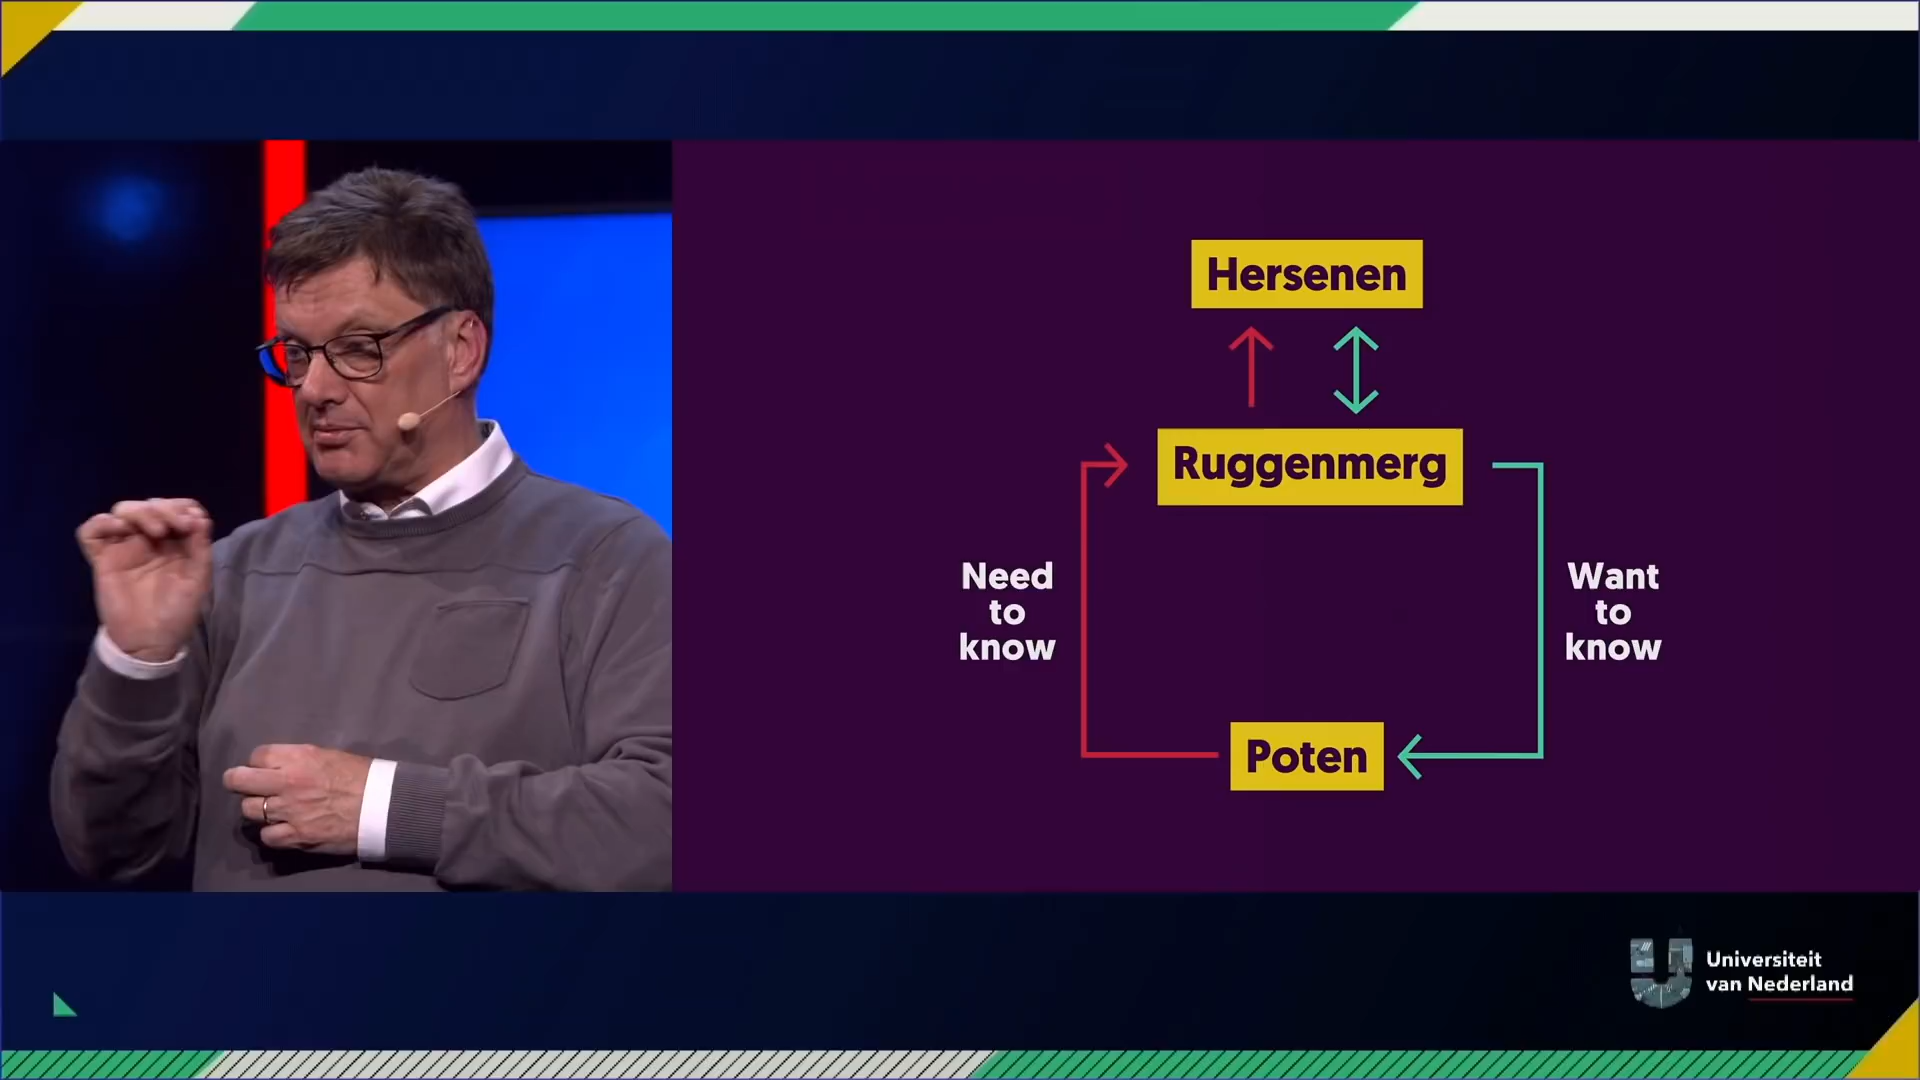 Hersenen
Ruggenmerg
Need
to
know
Want
to
know
Poten
Universiteit
van Nederland